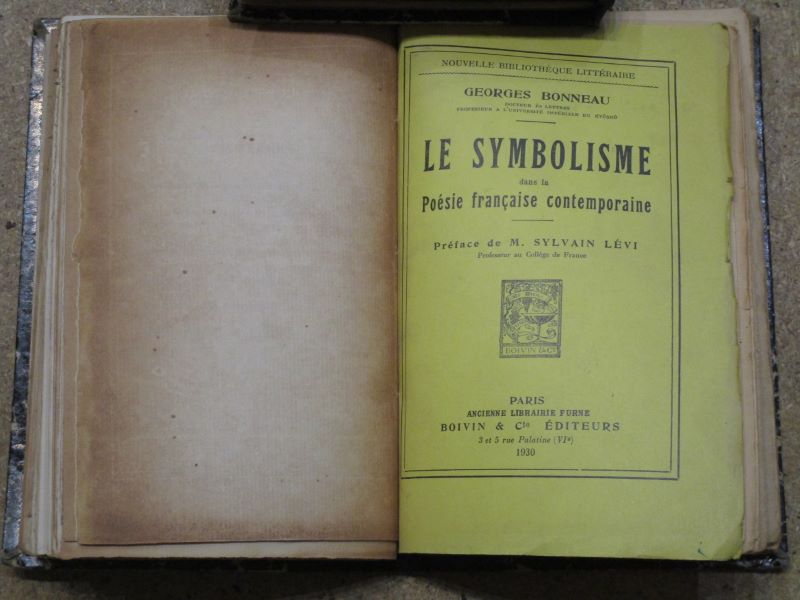 NOUVELLE BIBLIOTHÈQUE LITTÉRAIRE
GEORGES BONNEAU
DOCTEUR ÈS LETTRES
PROFESSEUR A L'UNIVERSITÉ IMPÉRIALE DU KYÛSHÛ
LE SYMBOLISME
dans la
Poésie française contemporaine
Préface de M. SYLVAIN LÉVI
Professeur au Collège de France
BOIVIN & Cie
PARIS
ANCIENNE LIBRAIRIE FURNE
BOIVIN & Cie ÉDITEURS
3 et 5 rue Palatine (VIe)
1930